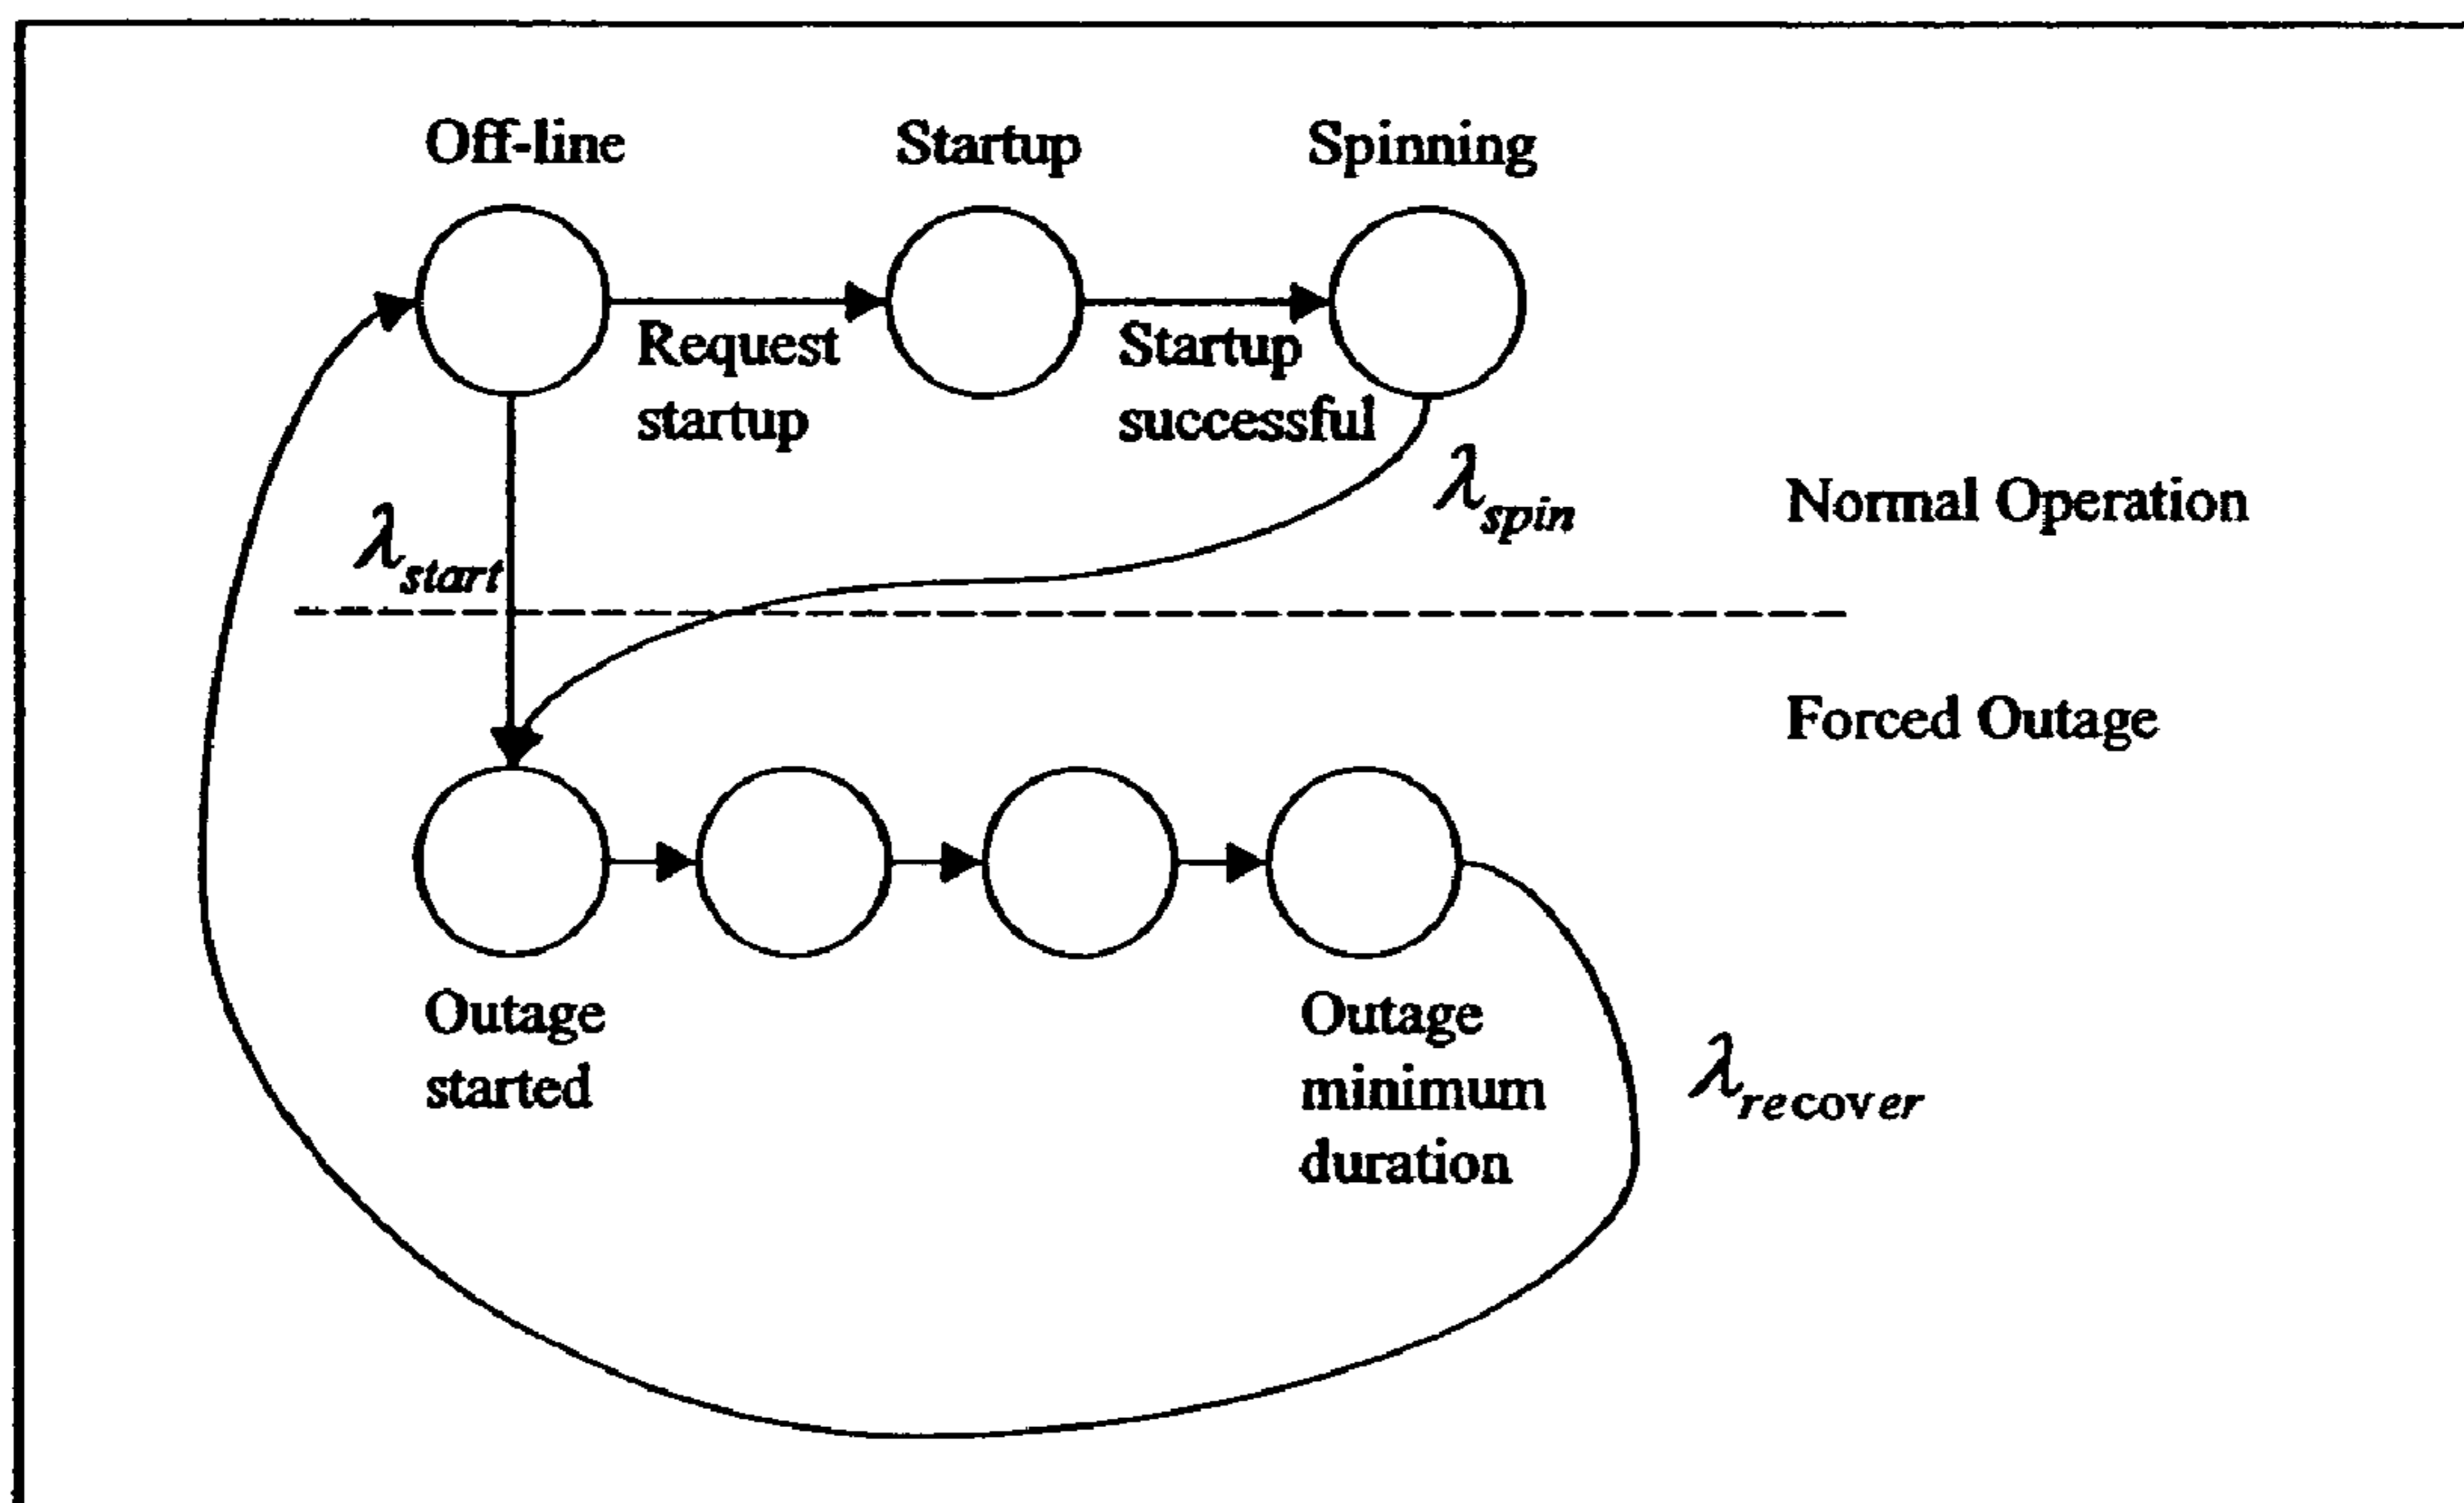 Off-line
Startup
Spinning
Request
startup
Startup
successful
λstart
λspin
Normal Operation
Forced Outage
Outage
started
Outage
minimum
duration
λrecover